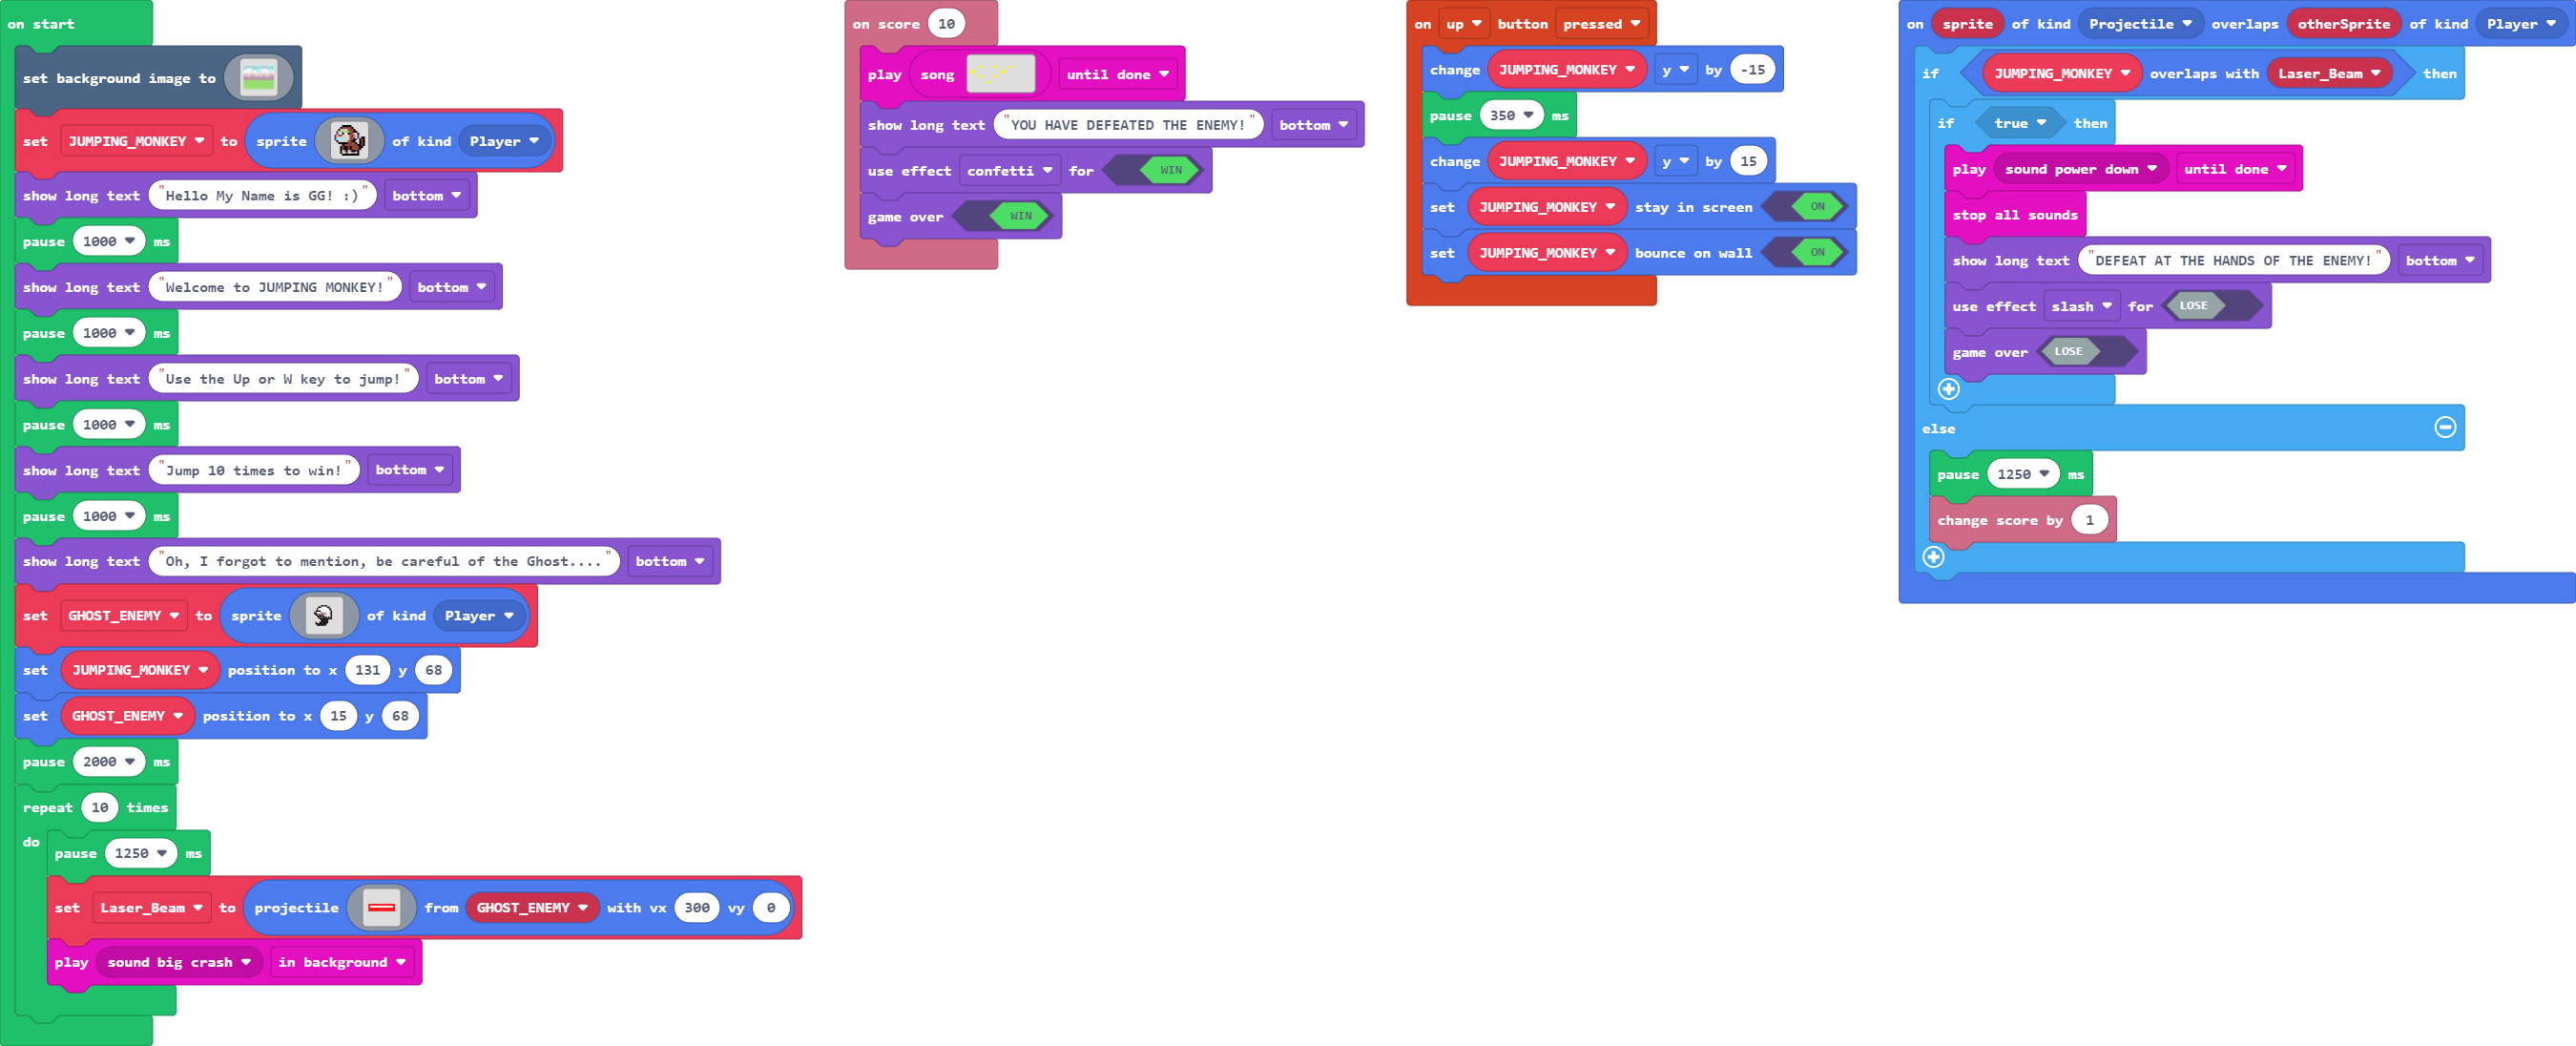 on start
set background image to
set JUMPING_MONKEY to sprite of kind Player
show long text "Hello My Name is GG! :)" bottom
pause 1000 ms
show long text "Welcome to JUMPING MONKEY!" bottom
pause 1000 ms
show long text "Use the Up or W key to jump!" bottom
pause 1000 ms
show long text "Jump 10 times to win!" bottom
pause 1000 ms
show long text "Oh, I forgot to mention, be careful of the Ghost...." bottom
set GHOST_ENEMY to sprite of kind Player
set JUMPING_MONKEY position to x 131 y 68
set GHOST_ENEMY position to x 15 y 68
pause 2000 ms
repeat 10 times
do
pause 1250 ms
set Laser_Beam to projectile from GHOST_ENEMY with vx 300 vy 0
play sound big crash in background
on score 10
play song until done
show long text "YOU HAVE DEFEATED THE ENEMY!" bottom
use effect confetti for WIN
game over WIN
on up button pressed
change JUMPING_MONKEY y by -15
pause 350 ms
change JUMPING_MONKEY y by 15
set JUMPING_MONKEY stay in screen ON
set JUMPING_MONKEY bounce on wall ON
on sprite of kind Projectile overlaps otherSprite of kind Player
if JUMPING_MONKEY overlaps with Laser_Beam then
if true then
play sound power down until done
stop all sounds
show long text "DEFEAT AT THE HANDS OF THE ENEMY!" bottom
use effect slash for LOSE
game over LOSE
else
pause 1250 ms
change score by 1